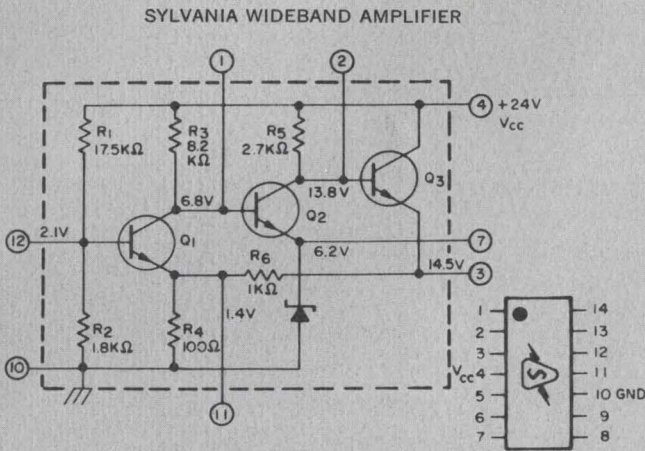 SYLVANIA WIDEBAND AMPLIFIER
1
2
4
+24V
VCC
R1
17.5KΩ
R3
8.2
KΩ
R5
2.7KΩ
Q3
6.8V
13.8V
Q2
12
2.1V
Q1
6.2V
7
R6
1KΩ
14.5V
3
1.4V
R2
1.8KΩ
R4
100Ω
10
11
1
2
3
VCC
4
5
6
7
S
14
13
12
11
10 GND
9
8